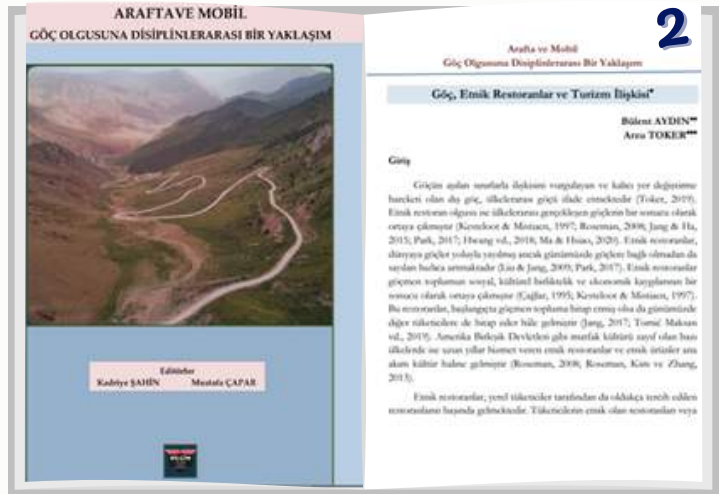 ARAFTAVE MOBİL
GÖÇ OLGUSUNA DİSİPLİNLERARASI BİR YAKLAŞIM
Editörler
Kadriye ŞAHİN Mustafa ÇAPAR
2
Arafta ve Mobil
Göç Olgusuna Disiplinlerarası Bir Yaklaşım
Göç, Etnik Restoranlar ve Turizm İlişkisi*
Bülent AYDIN**
Arzu TOKER***
Giriş
Göçün aşılan sınırlarla ilişkisini vurgulayan ve kalıcı yer değiştirme
hareketi olan dış göç, ülkelerarası göçü ifade etmektedir (Toker, 2019).
Etnik restoran olgusu ise ülkelerarası gerçekleşen göçlerin bir sonucu olarak
ortaya çıkmıştır (Kesteloot & Mistiaen, 1997; Roseman, 2008; Jang & Ha,
2015; Park, 2017; Hwang vd., 2018; Ma & Hsiao, 2020). Etnik restoranlar,
dünyaya göçler yoluyla yayılmış ancak günümüzde göçlere bağlı olmadan da
sayıları hızlıca artmaktadır (Liu & Jang, 2009; Park, 2017). Etnik restoranlar
göçmen toplumun sosyal, kültürel birliktelik ve ekonomik kaygılarının bir
sonucu olarak ortaya çıkmıştır (Çağlar, 1995; Kesteloot & Mistiaen, 1997).
Bu restoranlar, başlangıçta göçmen topluma hitap etmiş olsa da günümüzde
diğer tüketicilere de hitap eder hâle gelmiştir (Jang, 2017; Tomić Maksan
vd., 2019). Amerika Birleşik Devletleri gibi mutfak kültürü zayıf olan bazı
ülkelerde ise uzun yıllar hizmet veren etnik restoranlar ve etnik ürünler ana
akım kültür haline gelmiştir (Roseman, 2008; Roseman, Kim ve Zhang,
2013).
Etnik restoranlar, yerel tüketiciler tarafından da oldukça tercih edilen
restoranların başında gelmektedir. Tüketicilerin etnik olan restoranları veya